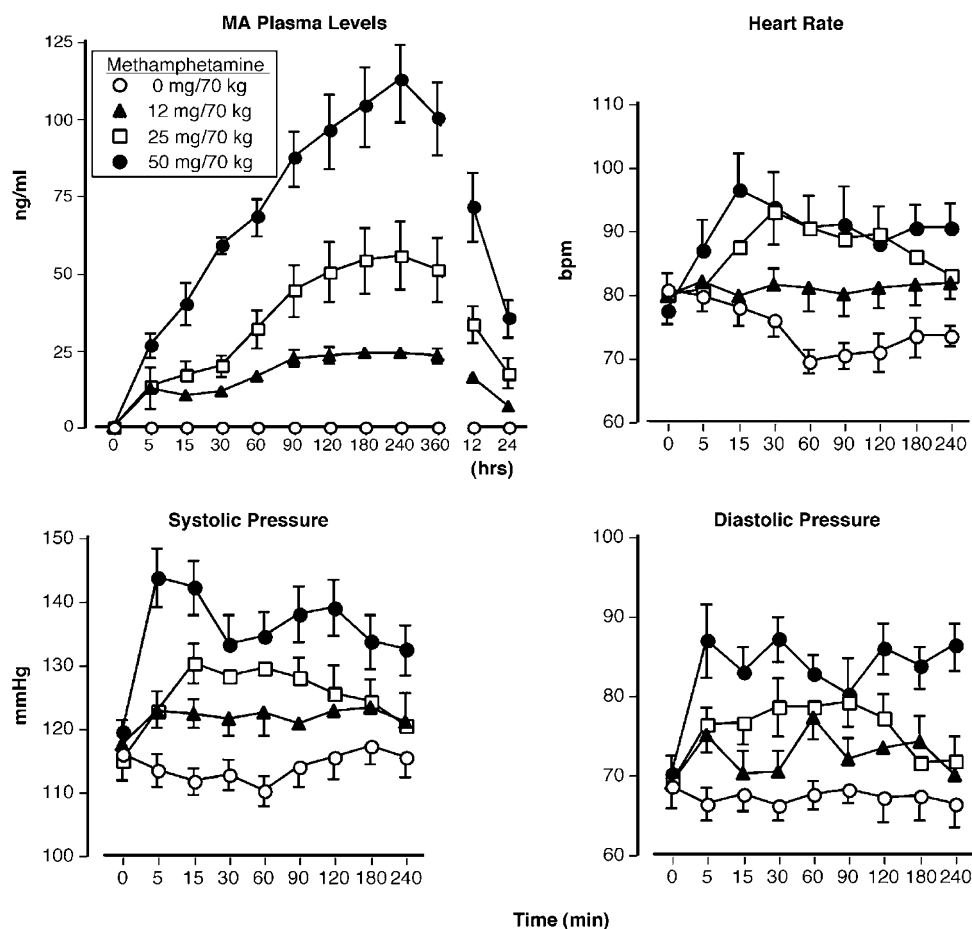 MA Plasma Levels
125
100
75
50
25
0
ng/ml
Methamphetamine
0 mg/70 kg
12 mg/70 kg
25 mg/70 kg
50 mg/70 kg
0 5 15 30 60 90 120 180 240 360 12 24
(hrs)
Heart Rate
110
100
90
80
70
60
bpm
0 5 15 30 60 90 120 180 240
Systolic Pressure
150
140
130
120
110
100
mmHg
0 5 15 30 60 90 120 180 240
Diastolic Pressure
100
90
80
70
60
0 5 15 30 60 90 120 180 240
Time (min)